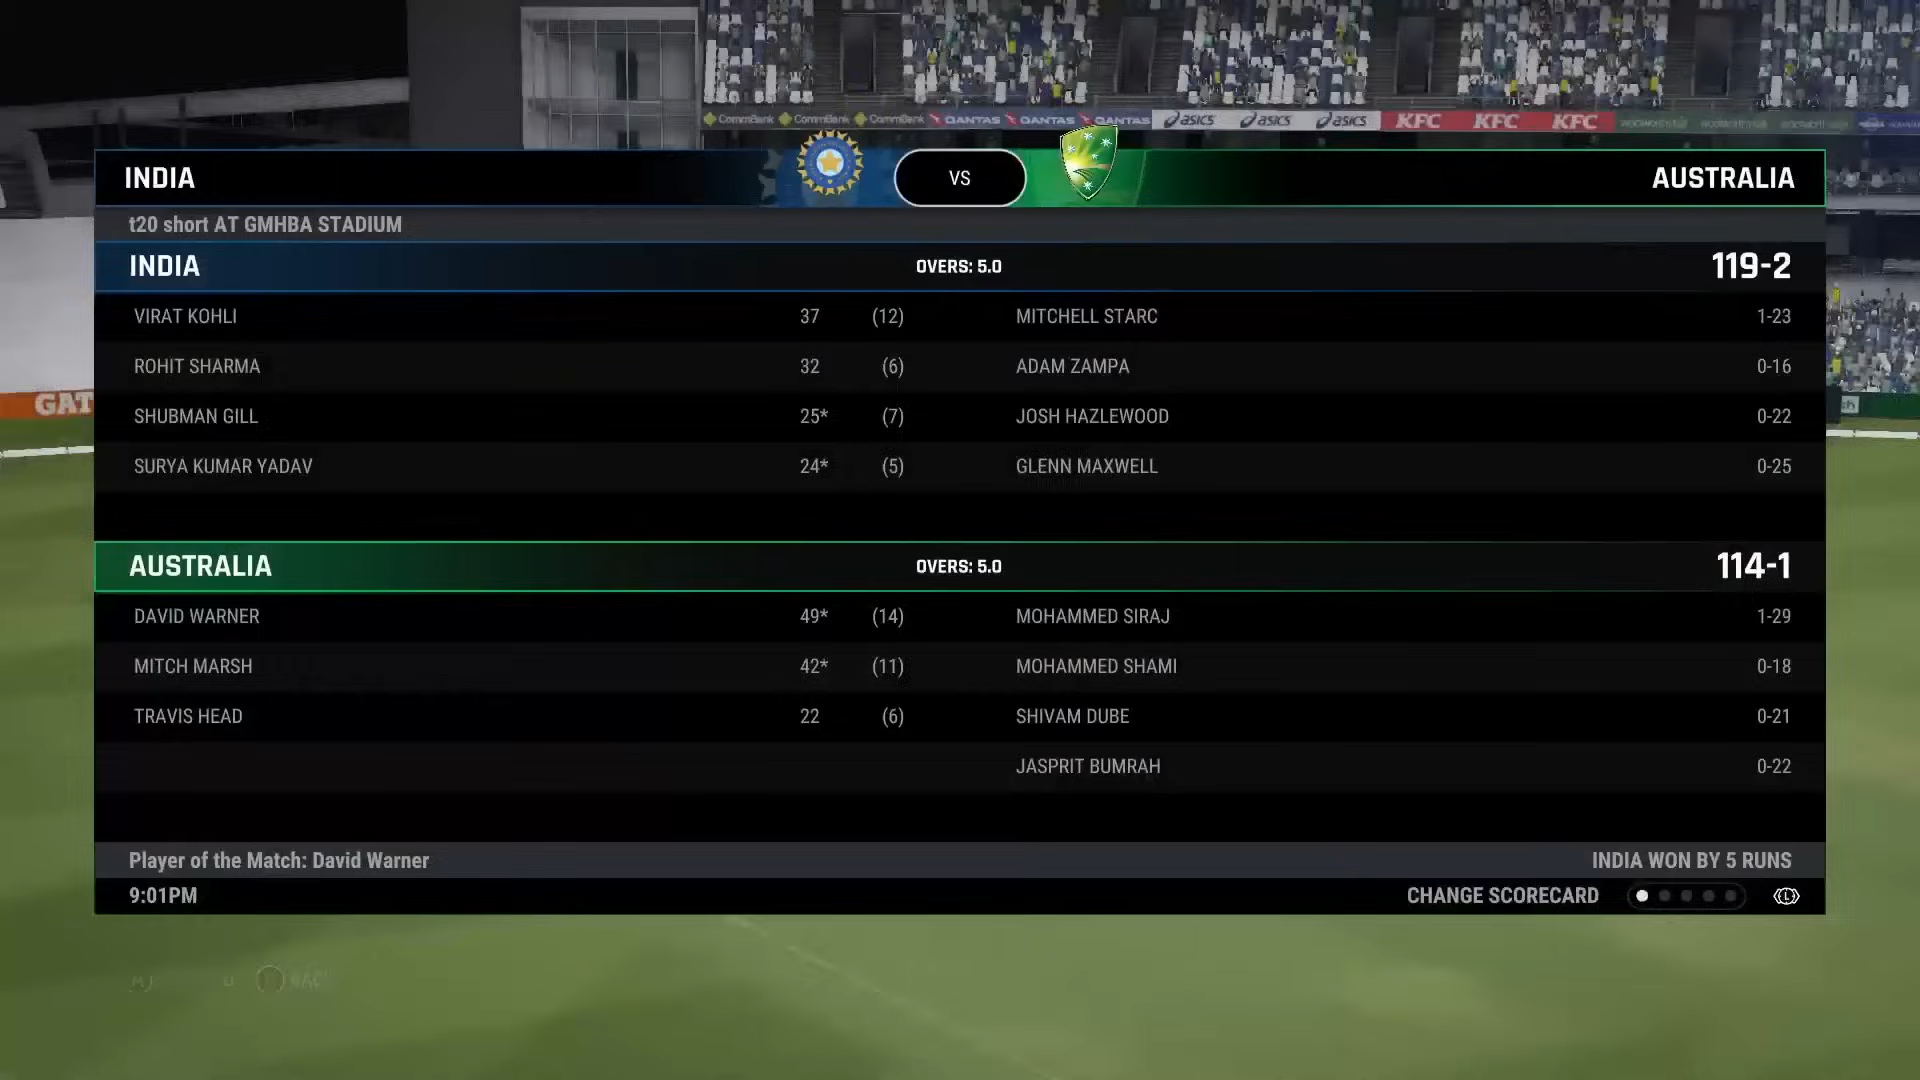 CommBank CommBank CommBank QANTAS QANTAS QANTAS asics asics asics KFC KFC KFC
INDIA VS AUSTRALIA
t20 short AT GMHBA STADIUM
INDIA OVERS: 5.0 119-2
VIRAT KOHLI 37 (12) MITCHELL STARC 1-23
ROHIT SHARMA 32 (6) ADAM ZAMPA 0-16
GAT
SHUBMAN GILL 25* (7) JOSH HAZLEWOOD 0-22
SURYA KUMAR YADAV 24* (5) GLENN MAXWELL 0-25
AUSTRALIA OVERS: 5.0 114-1
DAVID WARNER 49* (14) MOHAMMED SIRAJ 1-29
MITCH MARSH 42* (11) MOHAMMED SHAMI 0-18
TRAVIS HEAD 22 (6) SHIVAM DUBE 0-21
JASPRIT BUMRAH 0-22
Player of the Match: David Warner INDIA WON BY 5 RUNS
9:01PM CHANGE SCORECARD L